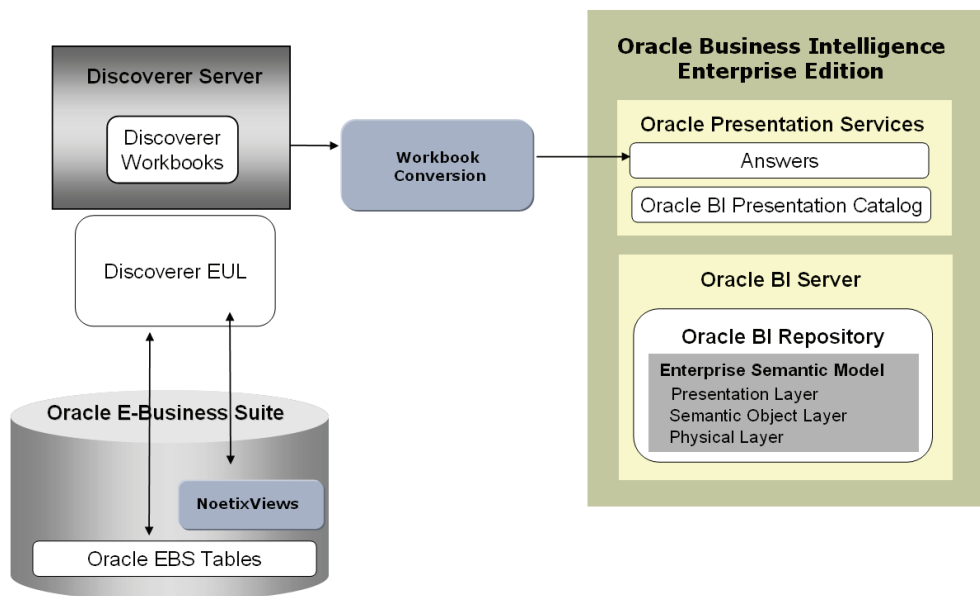 Discoverer Server
Discoverer
Workbooks
Discoverer EUL
Oracle E-Business Suite
NoetixViews
Oracle EBS Tables
Workbook
Conversion
Oracle Business Intelligence
Enterprise Edition
Oracle Presentation Services
Answers
Oracle BI Presentation Catalog
Oracle BI Server
Oracle BI Repository
Enterprise Semantic Model
Presentation Layer
Semantic Object Layer
Physical Layer